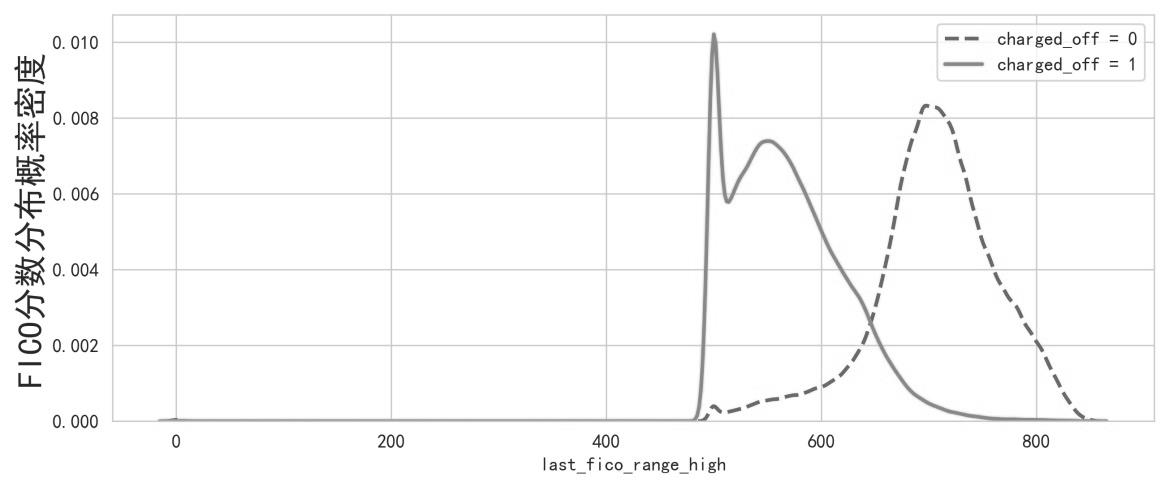 FICO分数分布概率密度
0.010
0.008
0.006
0.004
0.002
0.000
charged_off = 0
charged_off = 1
0
200
400
600
800
last_fico_range_high